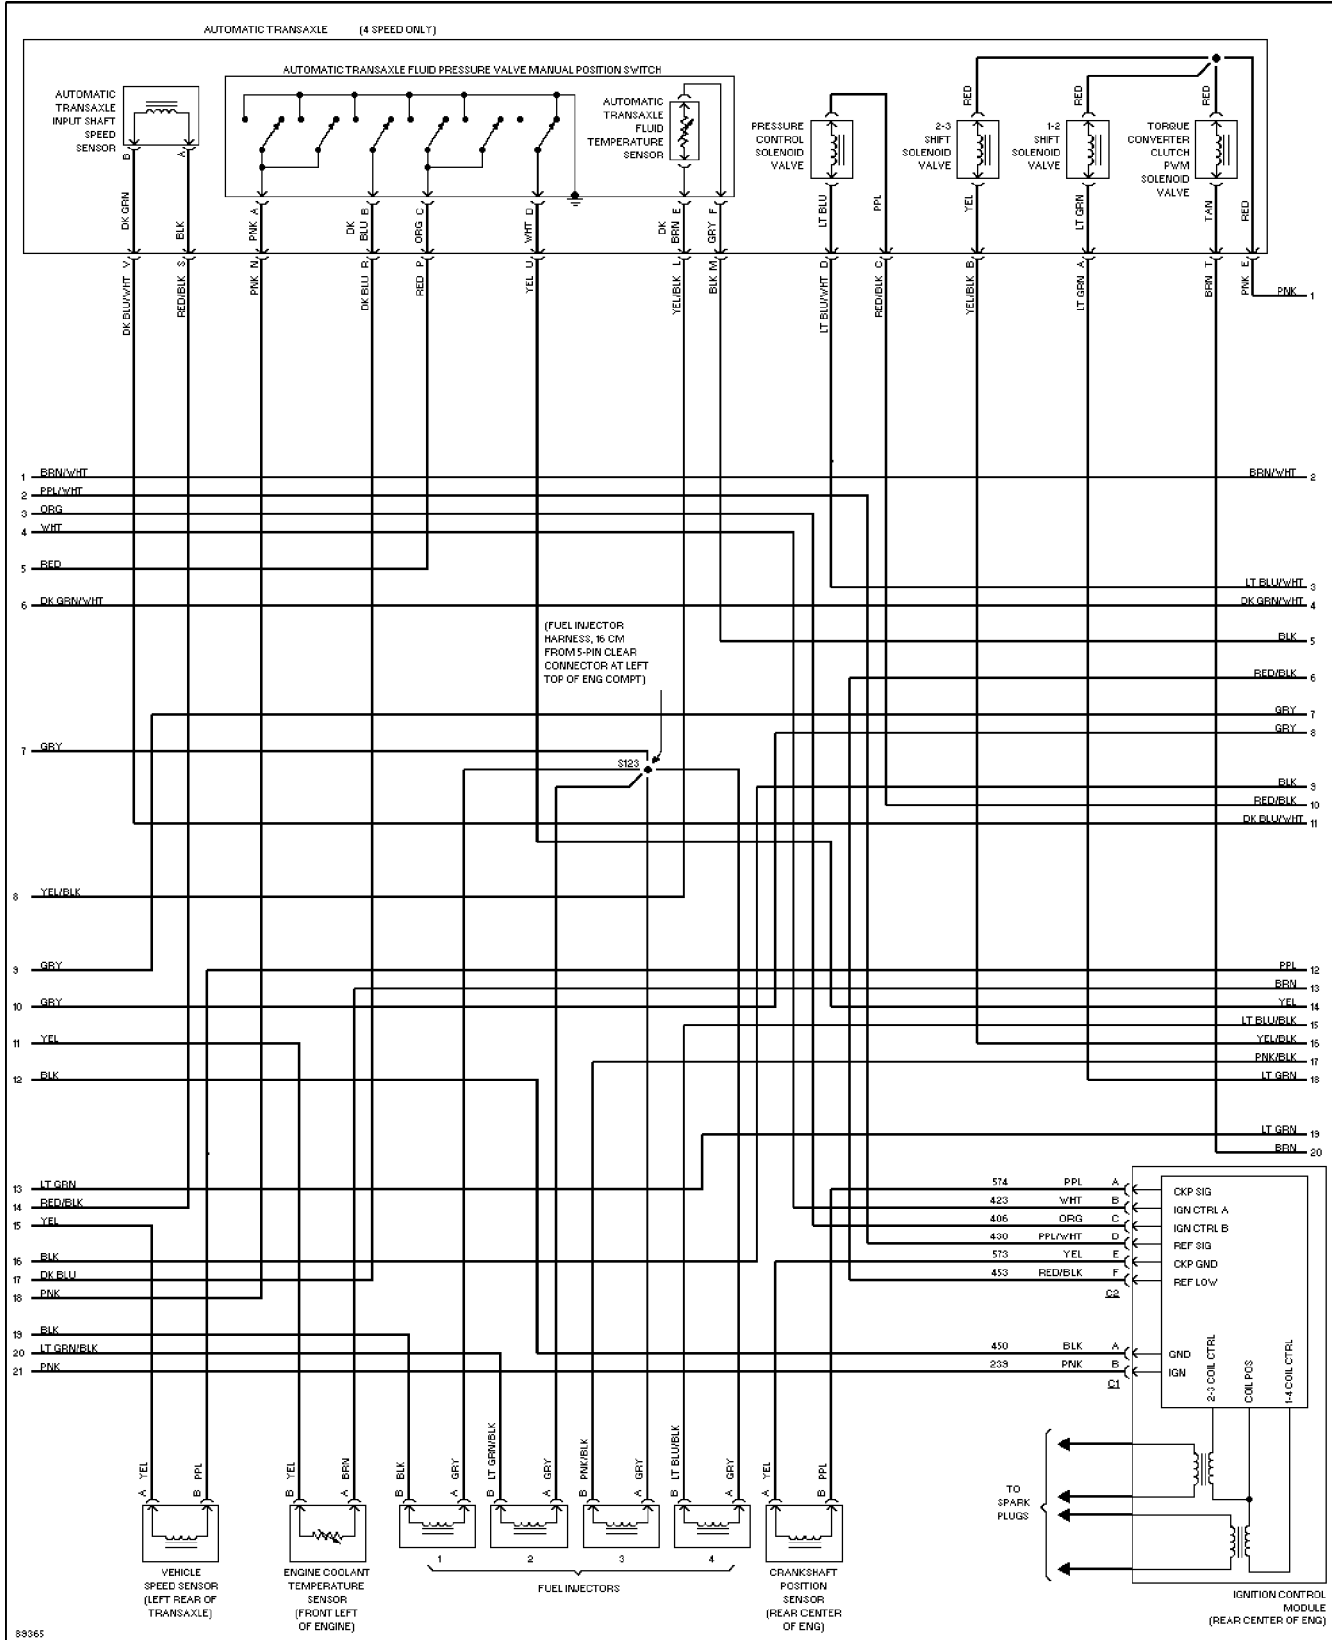 AUTOMATIC TRANSAXLE (4 SPEED ONLY)
AUTOMATIC TRANSAXLE FLUID PRESSURE VALVE MANUAL POSITION SWITCH
AUTOMATIC
TRANSAXLE
INPUT SHAFT
SPEED
SENSOR
AUTOMATIC
TRANSAXLE
FLUID
TEMPERATURE
SENSOR
PRESSURE
CONTROL
SOLENOID
VALVE
2-3
SHIFT
SOLENOID
VALVE
1-2
SHIFT
SOLENOID
VALVE
TORQUE
CONVERTER
CLUTCH
PWM
SOLENOID
VALVE
RED
RED
RED
B
A
DK GRN
BLK
PNK A
DK
BLU B
ORG C
WHT D
DK
BRN E
GRY F
LT BLU
PPL
YEL
LT GRN
TAN
RED
DK BLU/WHT V
RED/BLK S
PNK N
DK BLU R
RED P
YEL U
YEL/BLK L
BLK M
LT BLU/WHT D
RED/BLK C
YEL/BLK B
LT GRN A
BRN T
PNK E
PNK 1
1 BRN/WHT
BRN/WHT 2
2 PPL/WHT
3 ORG
4 WHT
5 RED
LT BLU/WHT 3
6 DK GRN/WHT
DK GRN/WHT 4
(FUEL INJECTOR
HARNESS, 16 CM
FROM 5-PIN CLEAR
CONNECTOR AT LEFT
TOP OF ENG COMPT)
BLK 5
RED/BLK 6
GRY 7
GRY 8
7 GRY
S123
BLK 9
RED/BLK 10
DK BLU/WHT 11
8 YEL/BLK
9 GRY
PPL 12
BRN 13
10 GRY
YEL 14
LT BLU/BLK 15
11 YEL
YEL/BLK 16
PNK/BLK 17
12 BLK
LT GRN 18
LT GRN 19
BRN 20
13 LT GRN
14 RED/BLK
15 YEL
16 BLK
17 DK BLU
18 PNK
19 BLK
20 LT GRN/BLK
21 PNK
574 PPL A CKP SIG
423 WHT B IGN CTRL A
406 ORG C IGN CTRL B
430 PPL/WHT D REF SIG
573 YEL E CKP GND
453 RED/BLK F REF LOW
C2
450 BLK A GND
239 PNK B IGN
C1
2-3 COIL CTRL
COIL POS
1-4 COIL CTRL
TO
SPARK
PLUGS
A YEL
B PPL
B YEL
A BRN
B BLK
A GRY
B LT GRN/BLK
A GRY
B PNK/BLK
A GRY
B LT BLU/BLK
A GRY
A YEL
B PPL
1
2
3
4
VEHICLE
SPEED SENSOR
(LEFT REAR OF
TRANSAXLE)
ENGINE COOLANT
TEMPERATURE
SENSOR
(FRONT LEFT
OF ENGINE)
FUEL INJECTORS
CRANKSHAFT
POSITION
SENSOR
(REAR CENTER
OF ENG)
IGNITION CONTROL
MODULE
(REAR CENTER OF ENG)
89365